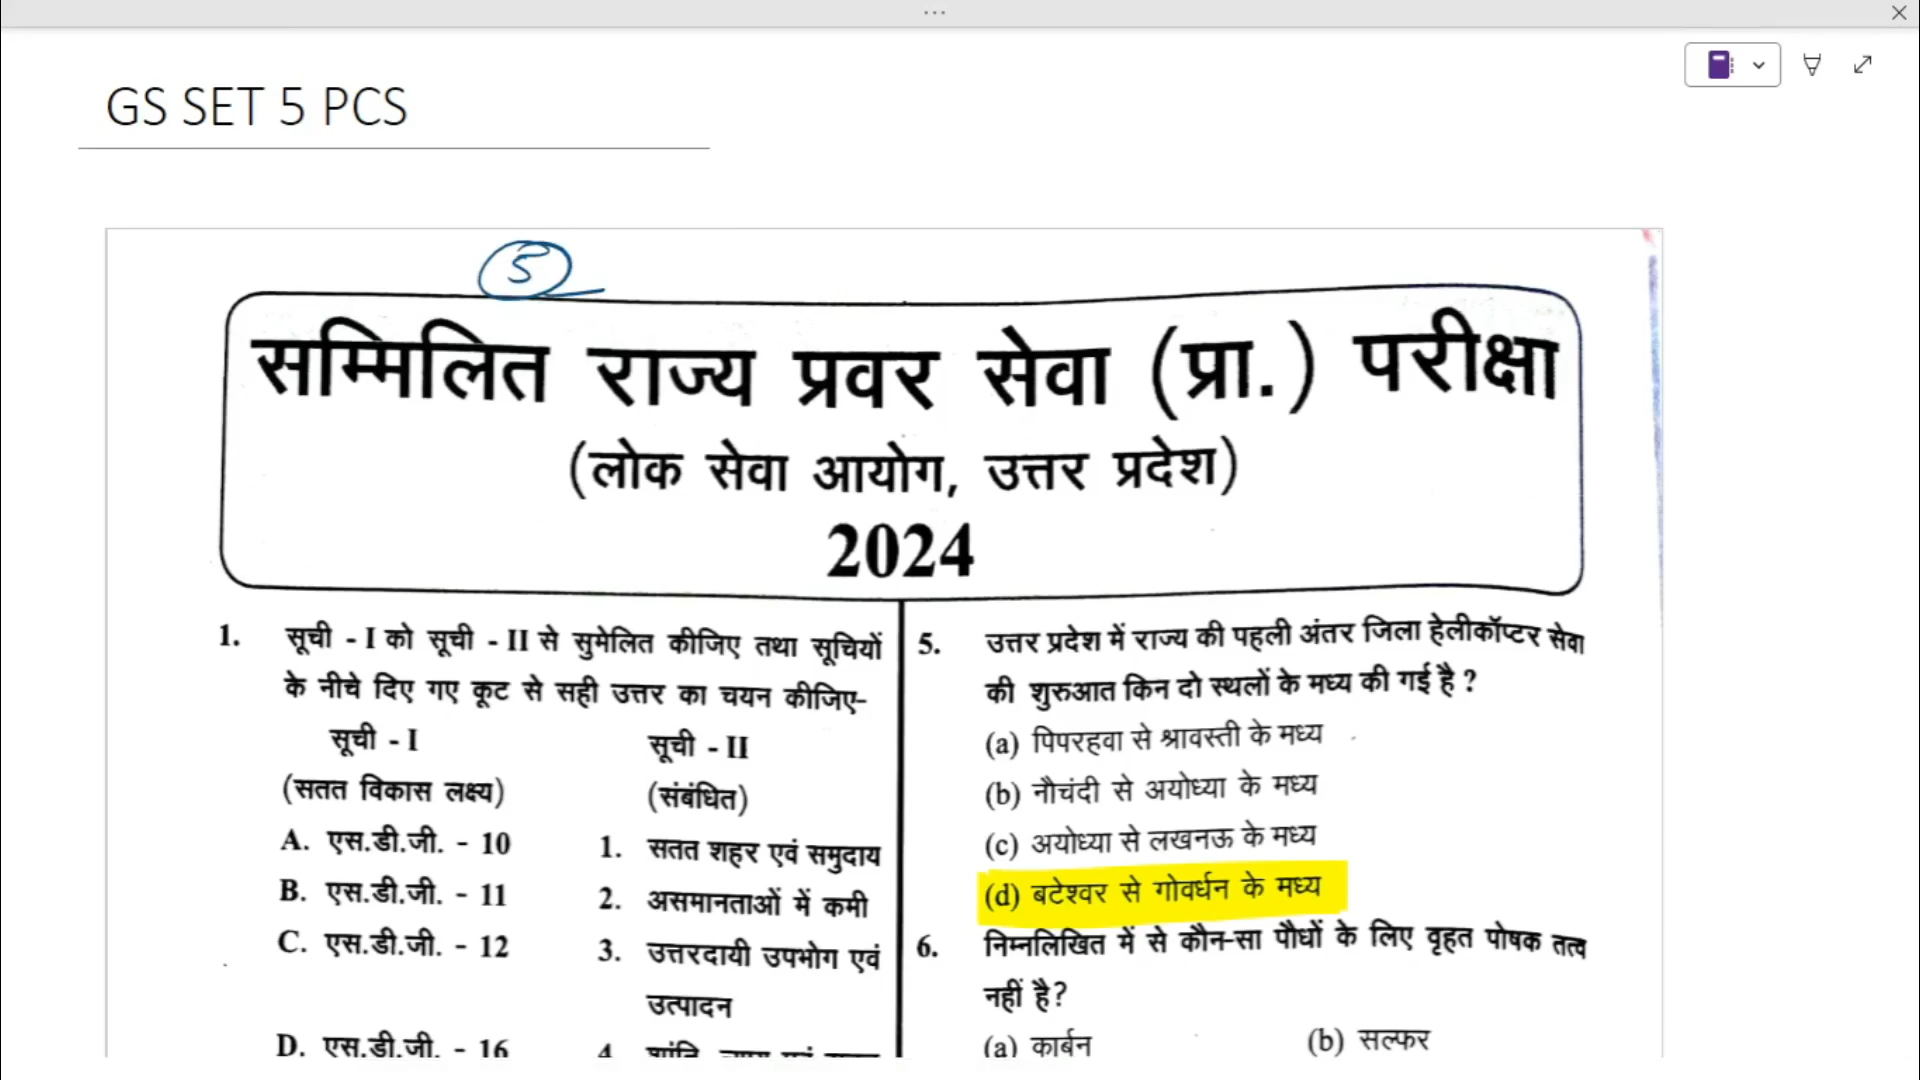 GS SET 5 PCS
5
सम्मिलित राज्य प्रवर सेवा (प्रा.) परीक्षा
(लोक सेवा आयोग, उत्तर प्रदेश)
2024
1. सूची - I को सूची - II से सुमेलित कीजिए तथा सूचियों
के नीचे दिए गए कूट से सही उत्तर का चयन कीजिए-
सूची - I सूची - II
(सतत विकास लक्ष्य) (संबंधित)
A. एस.डी.जी. - 10 1. सतत शहर एवं समुदाय
B. एस.डी.जी. - 11 2. असमानताओं में कमी
C. एस.डी.जी. - 12 3. उत्तरदायी उपभोग एवं
उत्पादन
D. एस.डी.जी. - 16 4
5. उत्तर प्रदेश में राज्य की पहली अंतर जिला हेलीकॉप्टर सेवा
की शुरुआत किन दो स्थलों के मध्य की गई है ?
(a) पिपरहवा से श्रावस्ती के मध्य
(b) नौचंदी से अयोध्या के मध्य
(c) अयोध्या से लखनऊ के मध्य
(d) बटेश्वर से गोवर्धन के मध्य
6. निम्नलिखित में से कौन-सा पौधों के लिए वृहत पोषक तत्व
नहीं है?
(a) कार्बन (b) सल्फर